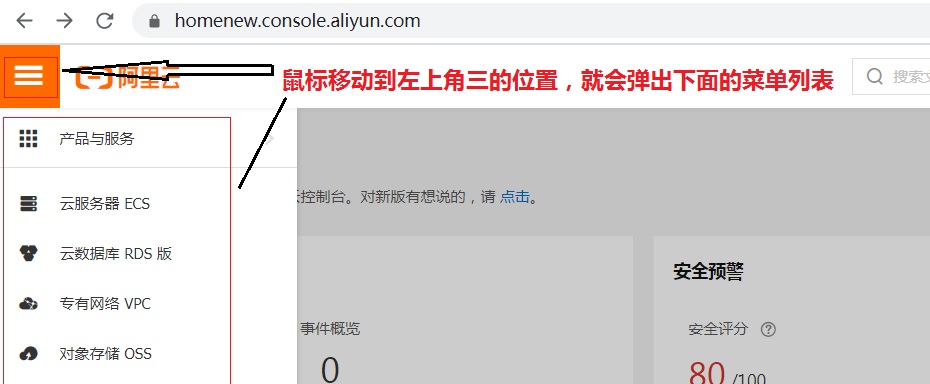 homenew.console.aliyun.com
阿里云
鼠标移动到左上角三的位置，就会弹出下面的菜单列表
搜索文
产品与服务
云服务器 ECS
控制台。对新版有想说的，请 点击。
云数据库 RDS 版
安全预警
专有网络 VPC
事件概览
安全评分
对象存储 OSS
0
80 /100